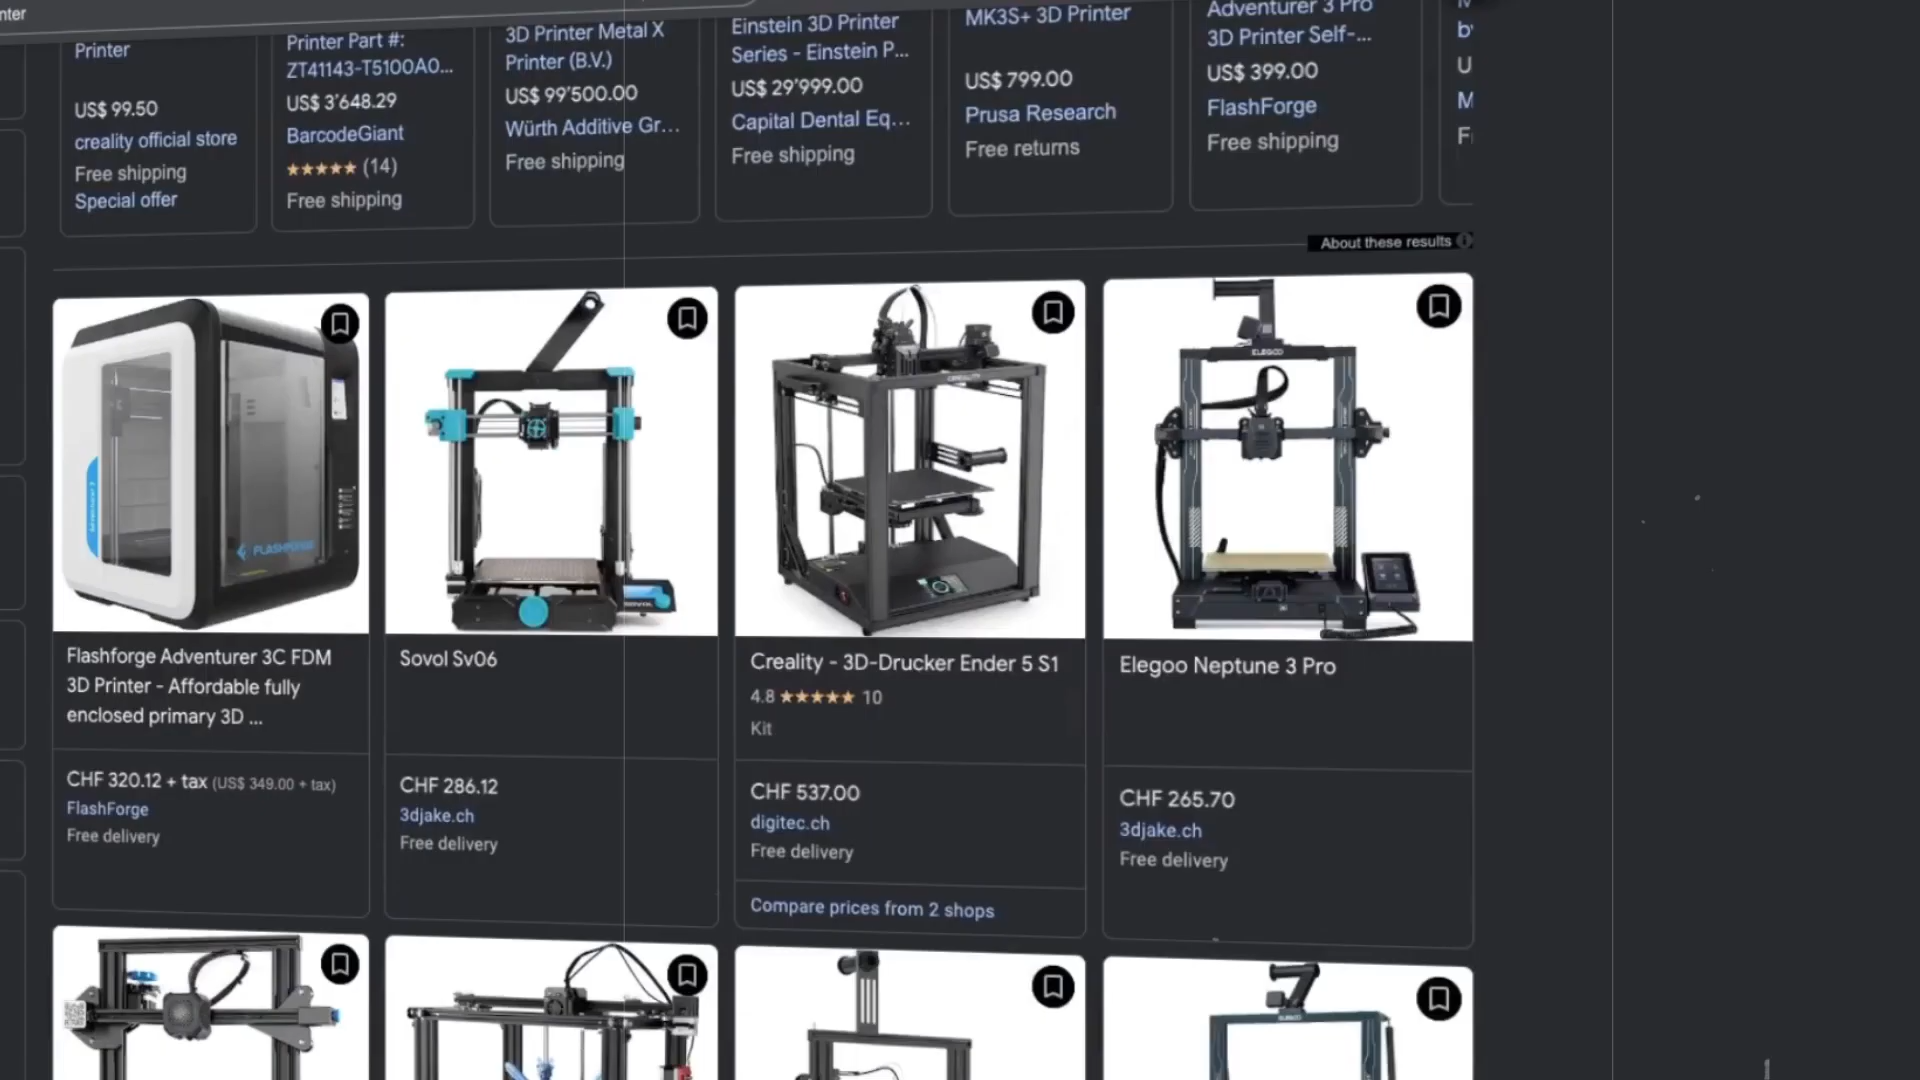 nter
Printer
US$ 99.50
creality official store
Free shipping
Special offer
Printer Part #:
ZT41143-T5100A0...
US$ 3'648.29
BarcodeGiant
(14)
Free shipping
3D Printer Metal X
Printer (B.V.)
US$ 99'500.00
Würth Additive Gr...
Free shipping
Einstein 3D Printer
Series - Einstein P...
US$ 29'999.00
Capital Dental Eq...
Free shipping
MK3S+ 3D Printer
US$ 799.00
Prusa Research
Free returns
Adventurer 3 Pro
3D Printer Self-...
US$ 399.00
FlashForge
Free shipping
About these results
FLASHFORGE
ELEGOO
Flashforge Adventurer 3C FDM
3D Printer - Affordable fully
enclosed primary 3D ...
CHF 320.12 + tax (US$ 349.00 + tax)
FlashForge
Free delivery
Sovol Sv06
CHF 286.12
3djake.ch
Free delivery
Creality - 3D-Drucker Ender 5 S1
4.8 10
Kit
CHF 537.00
digitec.ch
Free delivery
Compare prices from 2 shops
Elegoo Neptune 3 Pro
CHF 265.70
3djake.ch
Free delivery